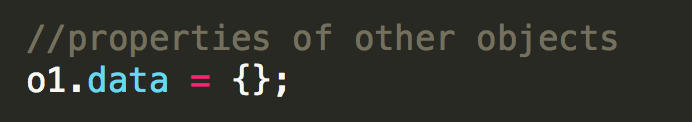 //properties of other objects
o1.data = {};